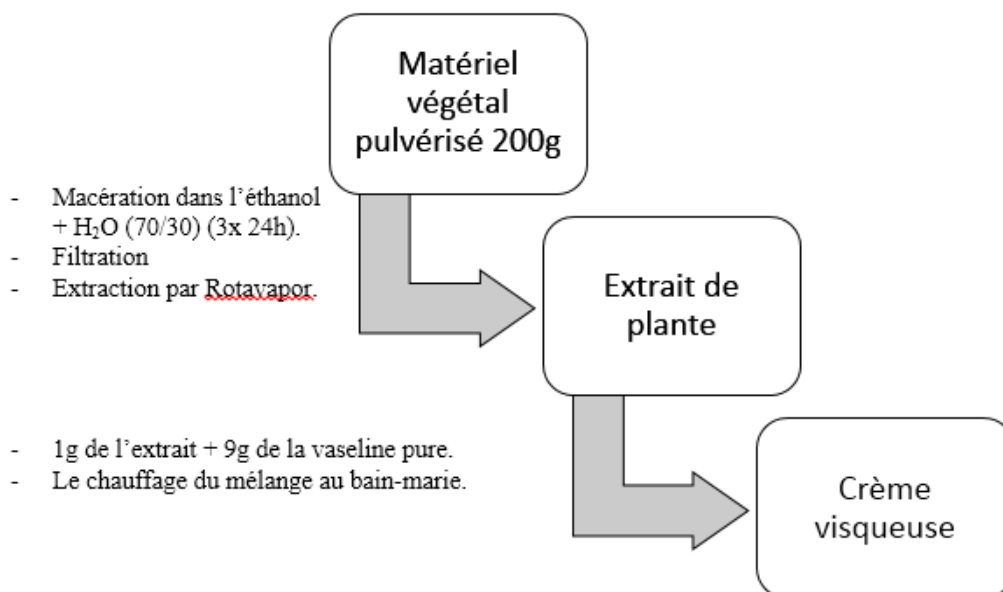 Matériel
végétal
pulvérisé 200g
- Macération dans l’éthanol
+ H₂O (70/30) (3x 24h).
- Filtration
- Extraction par Rotavapor.
Extrait de
plante
- 1g de l’extrait + 9g de la vaseline pure.
- Le chauffage du mélange au bain-marie.
Crème
visqueuse